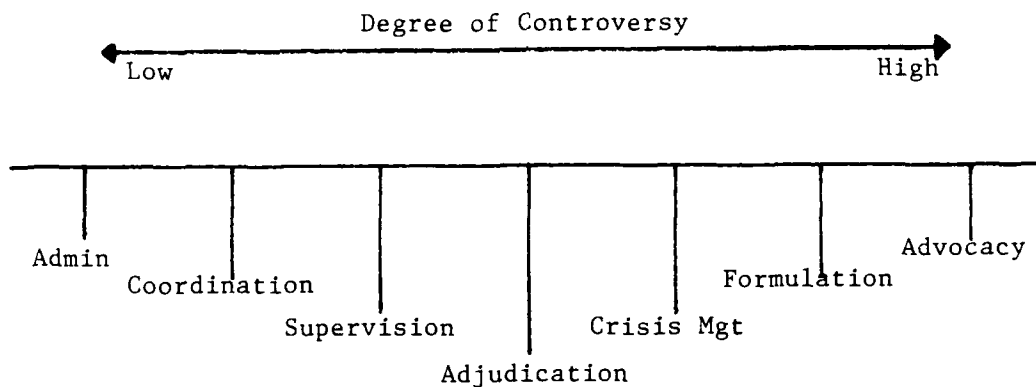 Degree of Controversy
Low High
Admin
Coordination
Supervision
Adjudication
Crisis Mgt
Formulation
Advocacy